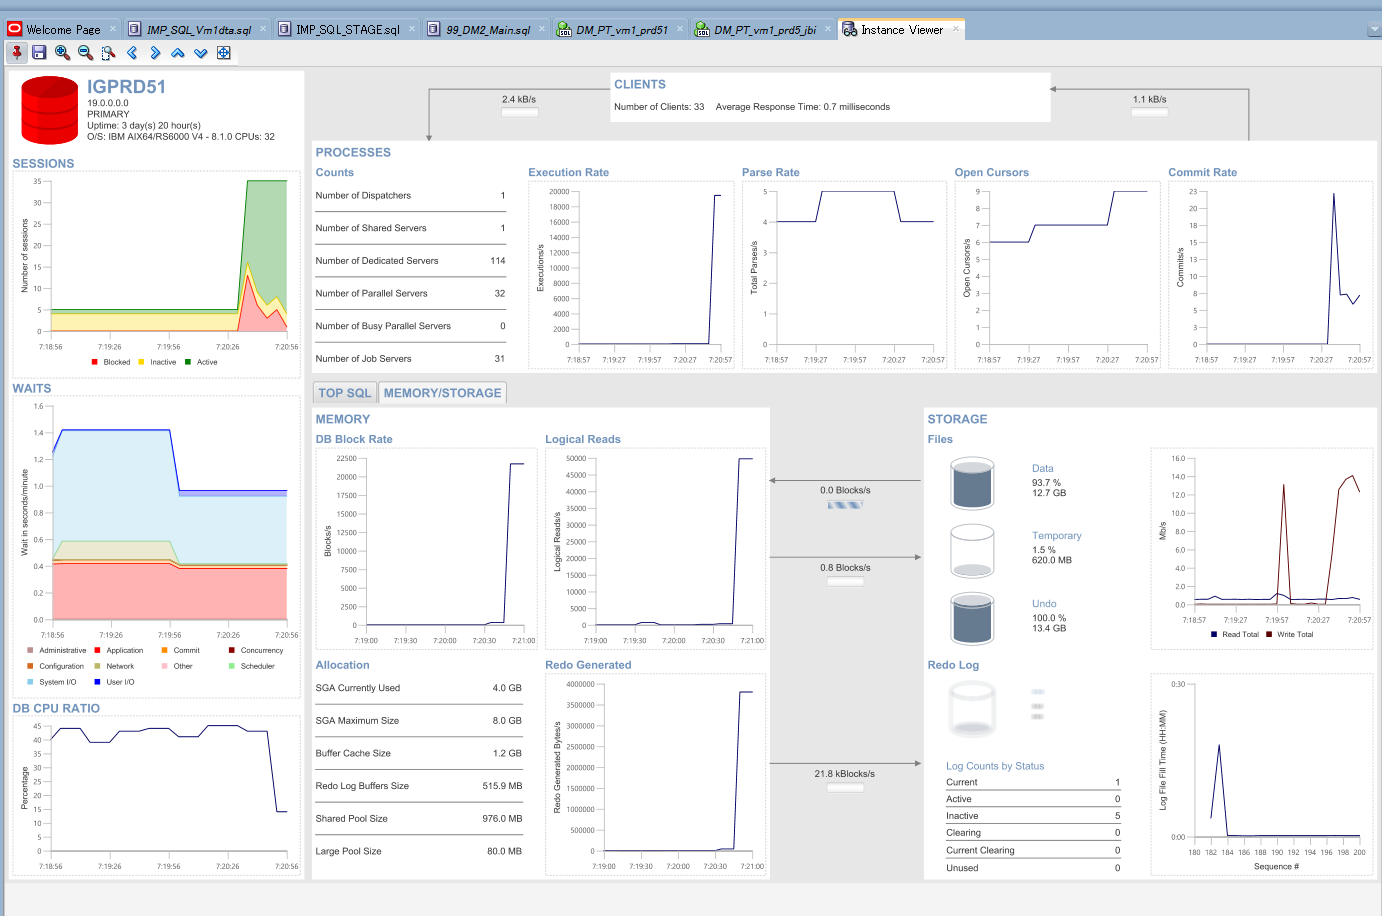 Welcome Page
IMP_SQL_Vm1dta.sql
IMP_SQL_STAGE.sql
99_DM2_Main.sql
DM_PT_vm1_prd51
DM_PT_vm1_prd5_jbi
Instance Viewer
IGPRD51
19.0.0.0.0
PRIMARY
Uptime: 3 day(s) 20 hour(s)
O/S: IBM AIX64/RS6000 V4 - 8.1.0 CPUs: 32
SESSIONS
Number of sessions
35
30
25
20
15
10
5
0
7:18:56 7:19:26 7:19:56 7:20:26 7:20:56
Blocked Inactive Active
WAITS
Wait in seconds/minute
1.6
1.4
1.2
1.0
0.8
0.6
0.4
0.2
0.0
7:18:56 7:19:26 7:19:56 7:20:26 7:20:56
Administrative Application Commit Concurrency
Configuration Network Other Scheduler
System I/O User I/O
DB CPU RATIO
Percentage
45
40
35
30
25
20
15
10
5
0
7:18:56 7:19:26 7:19:56 7:20:26 7:20:56
CLIENTS
Number of Clients: 33 Average Response Time: 0.7 milliseconds
2.4 kB/s
1.1 kB/s
PROCESSES
Counts
Number of Dispatchers 1
Number of Shared Servers 1
Number of Dedicated Servers 114
Number of Parallel Servers 32
Number of Busy Parallel Servers 0
Number of Job Servers 31
Execution Rate
Executions/s
20000
18000
16000
14000
12000
10000
8000
6000
4000
2000
0
7:18:57 7:19:27 7:19:57 7:20:27 7:20:57
Parse Rate
Total Parses/s
5
4
3
2
1
0
7:18:57 7:19:27 7:19:57 7:20:27 7:20:57
Open Cursors
Open Cursors/s
9
8
7
6
5
4
3
2
1
0
7:18:57 7:19:27 7:19:57 7:20:27 7:20:57
Commit Rate
Commits/s
23
20
18
15
13
10
8
5
3
0
7:18:57 7:19:27 7:19:57 7:20:27 7:20:57
TOP SQL MEMORY/STORAGE
MEMORY
DB Block Rate
Blocks/s
22500
20000
17500
15000
12500
10000
7500
5000
2500
0
7:19:00 7:19:30 7:20:00 7:20:30 7:21:00
Logical Reads
Logical Reads/s
50000
45000
40000
35000
30000
25000
20000
15000
10000
5000
0
7:19:00 7:19:30 7:20:00 7:20:30 7:21:00
Allocation
SGA Currently Used 4.0 GB
SGA Maximum Size 8.0 GB
Buffer Cache Size 1.2 GB
Redo Log Buffers Size 515.9 MB
Shared Pool Size 976.0 MB
Large Pool Size 80.0 MB
Redo Generated
Redo Generated Bytes/s
4000000
3500000
3000000
2500000
2000000
1500000
1000000
500000
0
7:19:00 7:19:30 7:20:00 7:20:30 7:21:00
0.0 Blocks/s
0.8 Blocks/s
21.8 kBlocks/s
STORAGE
Files
Data
93.7 %
12.7 GB
Temporary
1.5 %
620.0 MB
Undo
100.0 %
13.4 GB
Mb/s
16.0
14.0
12.0
10.0
8.0
6.0
4.0
2.0
0.0
7:18:57 7:19:27 7:19:57 7:20:27 7:20:57
Read Total Write Total
Redo Log
Log Counts by Status
Current 1
Active 0
Inactive 5
Clearing 0
Current Clearing 0
Unused 0
Log File Fill Time (HH:MM)
0:30
0:00
180 182 184 186 188 190 192 194 196 198 200
Sequence #